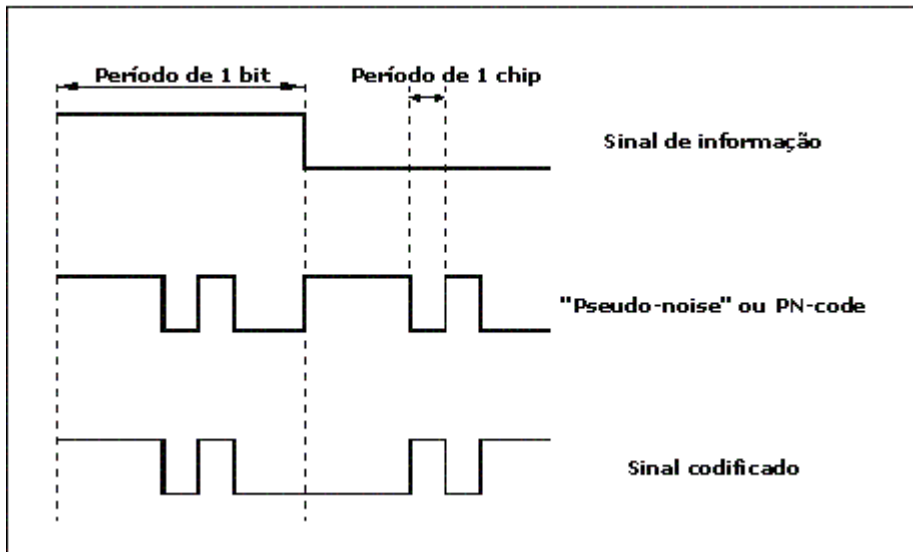 Período de 1 bit
Período de 1 chip
Sinal de informação
"Pseudo-noise" ou PN-code
Sinal codificado